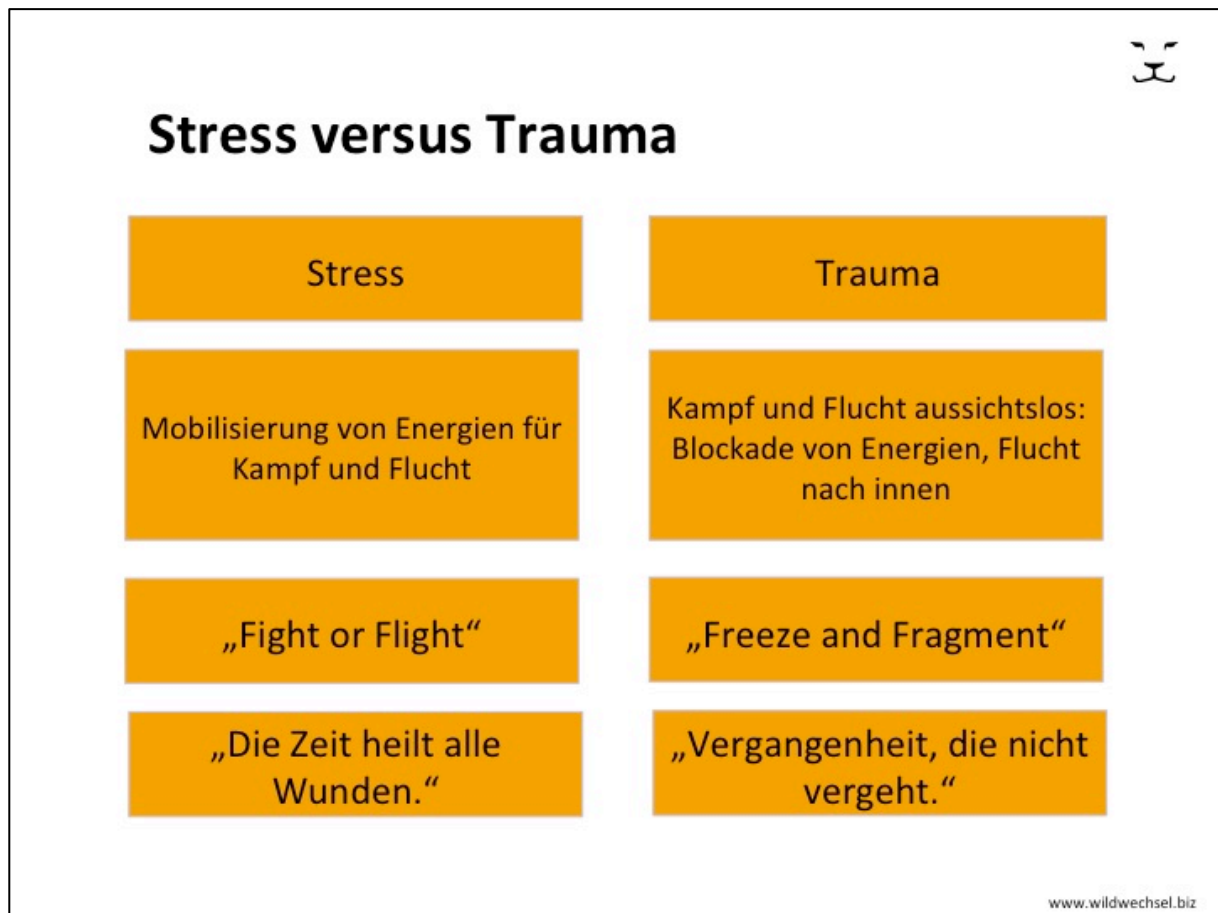 Stress versus Trauma
Stress
Trauma
Mobilisierung von Energien für
Kampf und Flucht
Kampf und Flucht aussichtslos:
Blockade von Energien, Flucht
nach innen
„Fight or Flight“
„Freeze and Fragment“
„Die Zeit heilt alle
Wunden.“
„Vergangenheit, die nicht
vergeht.“
www.wildwechsel.biz